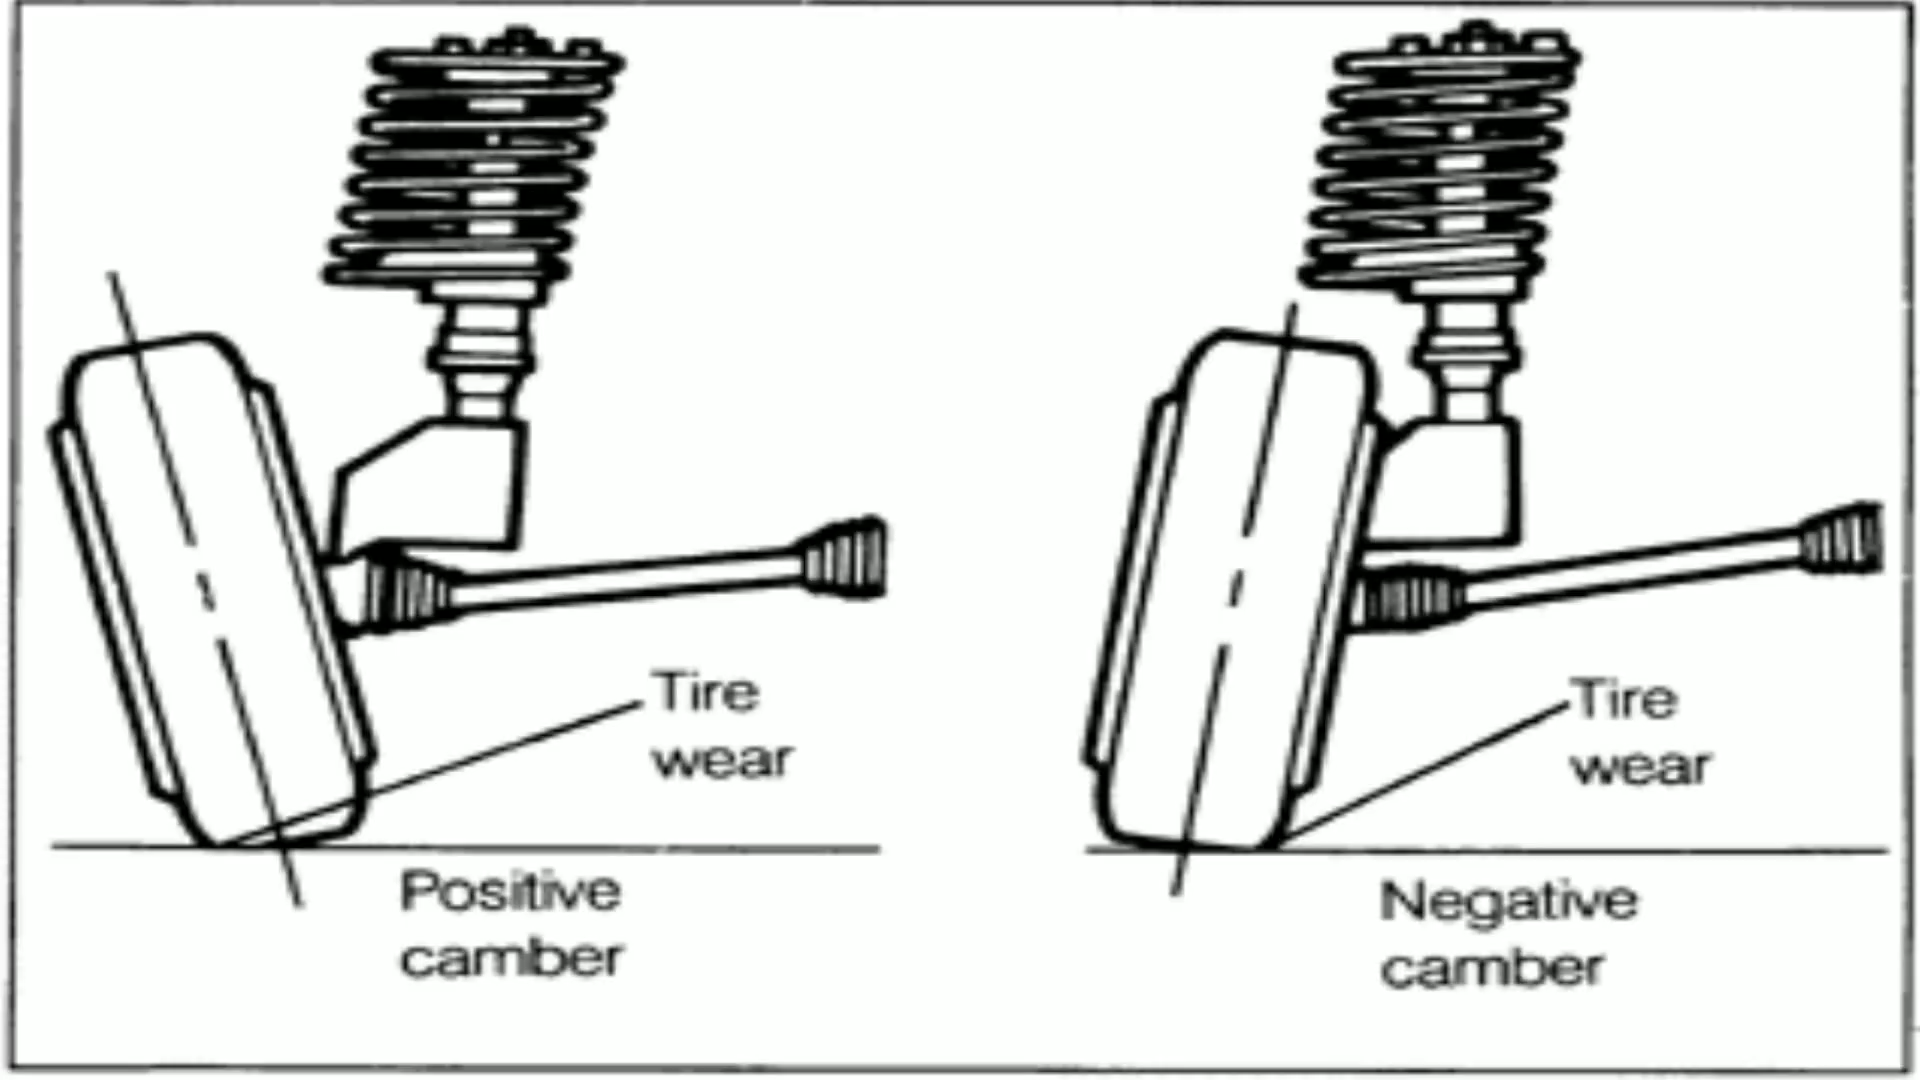 Tire
wear
Tire
wear
Positive
camber
Negative
camber